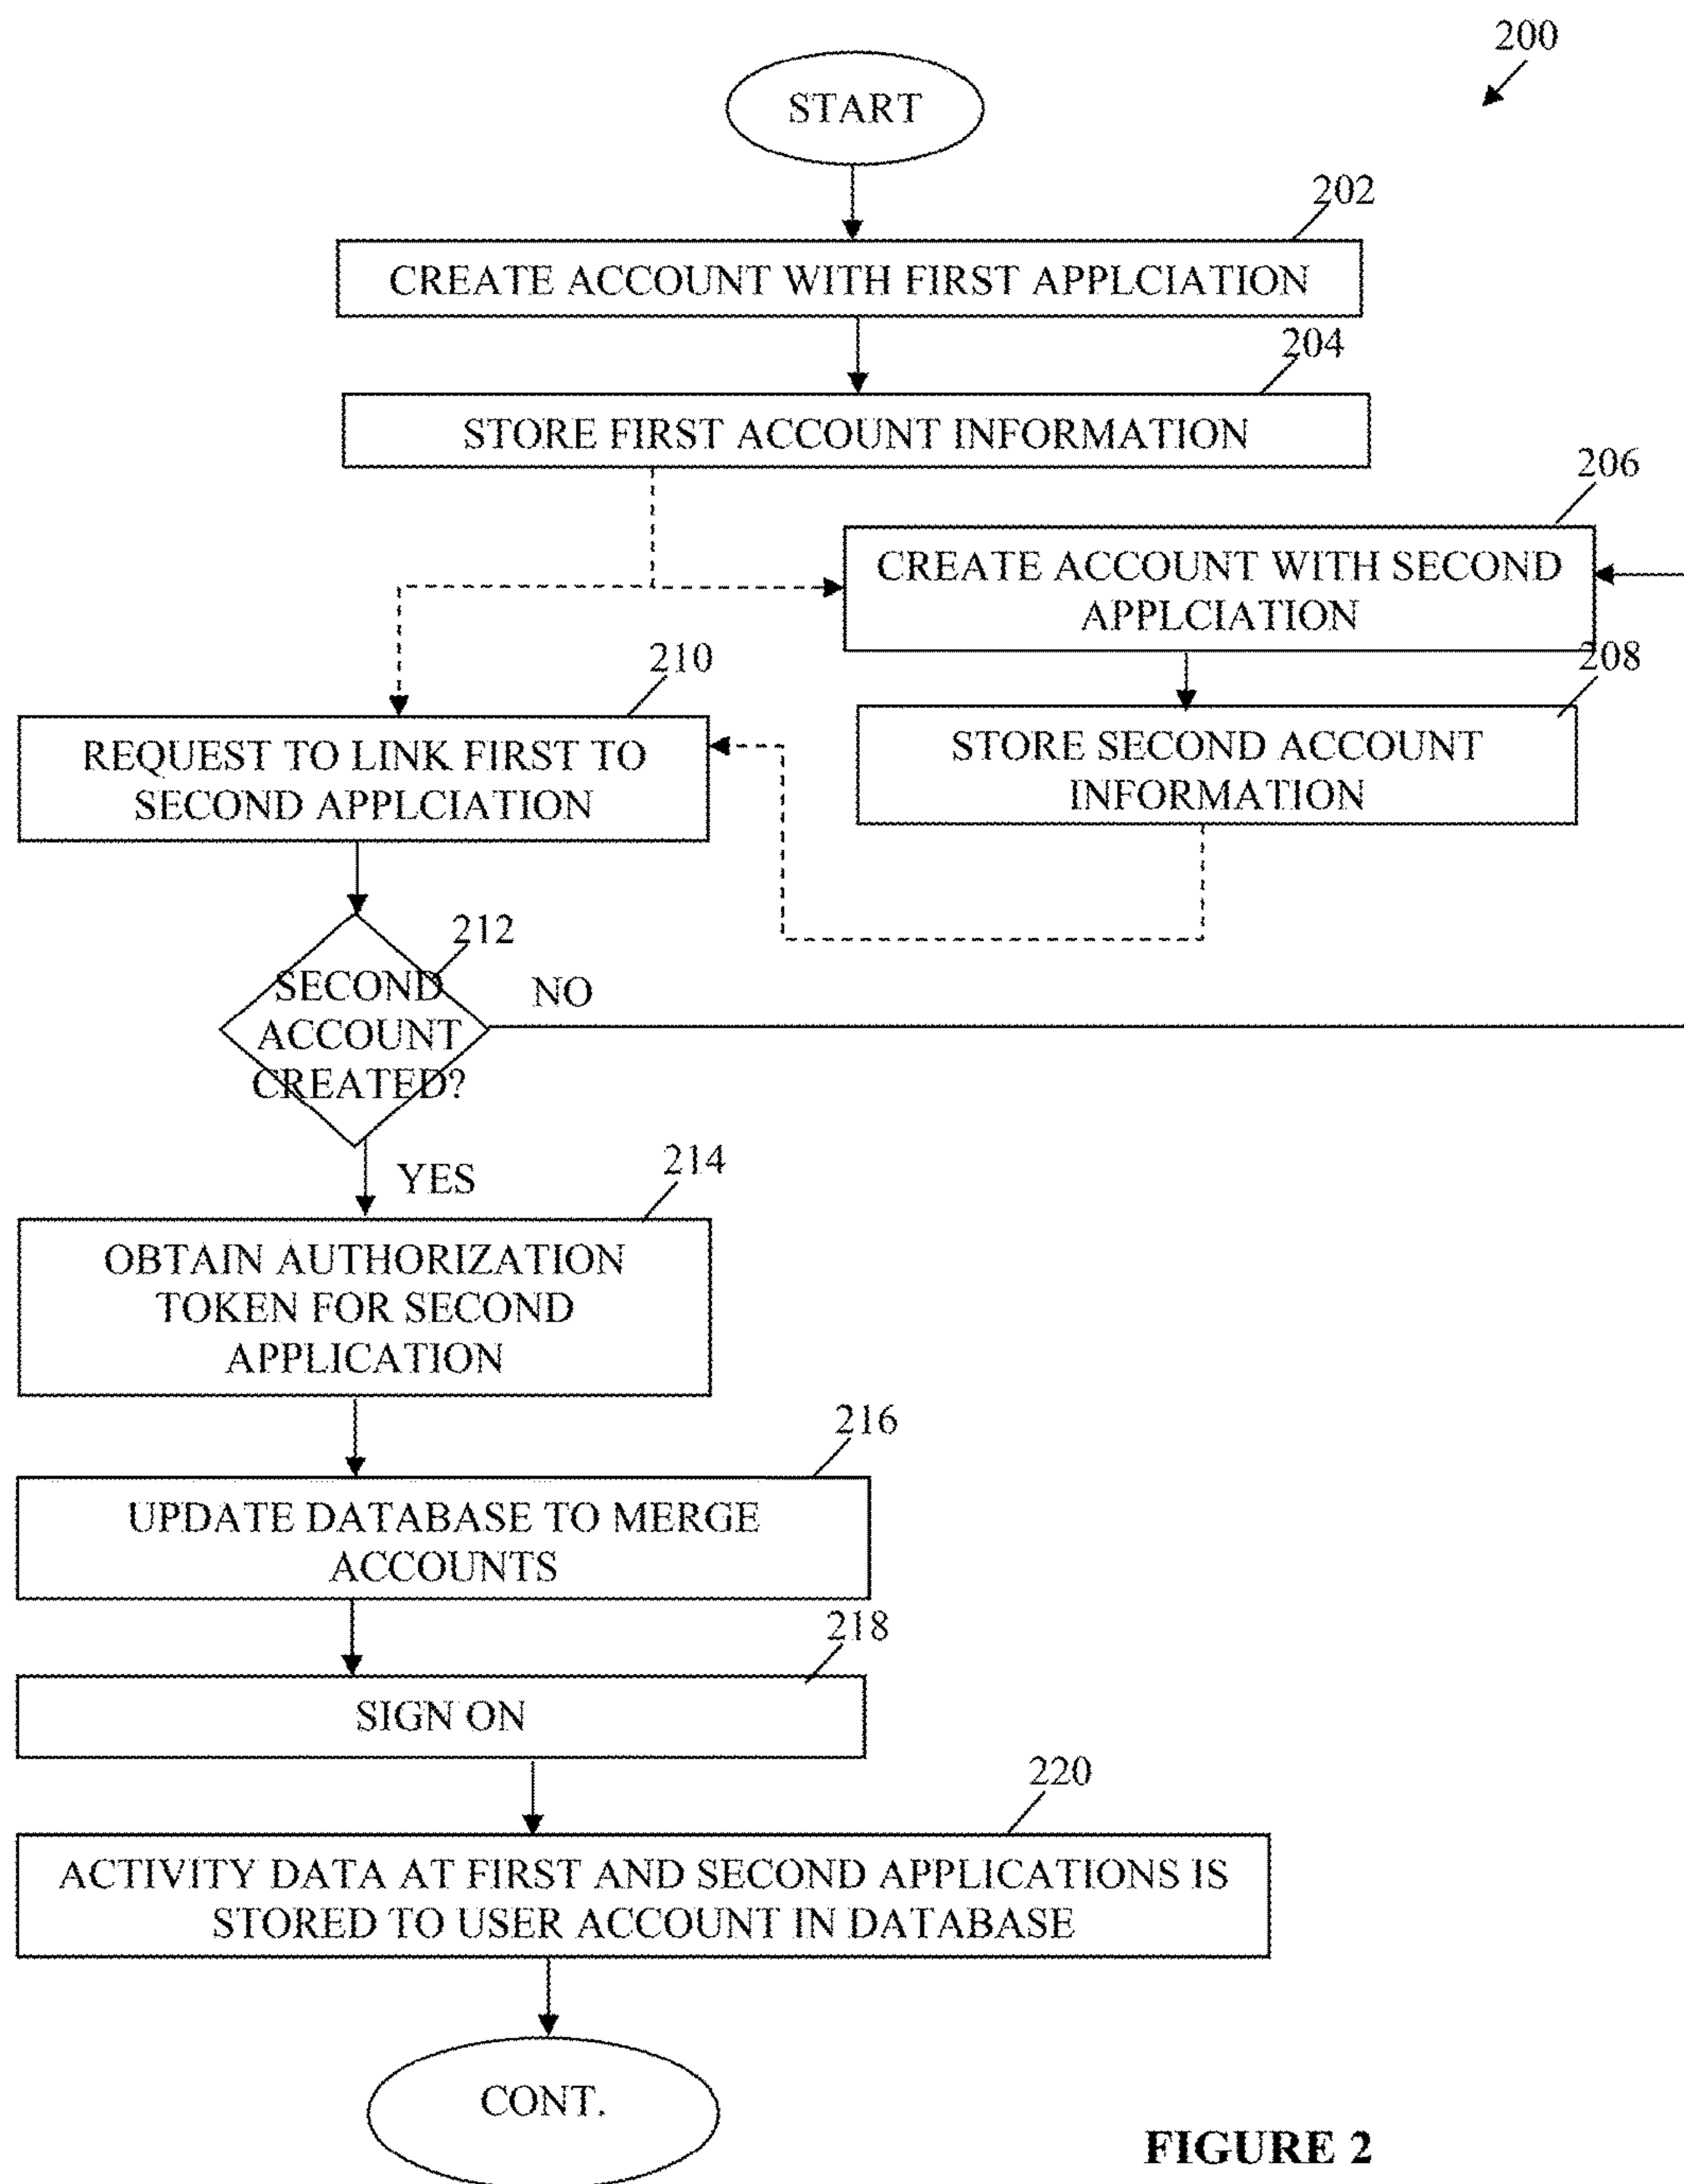 200
START
202
CREATE ACCOUNT WITH FIRST APPLCIATION
204
STORE FIRST ACCOUNT INFORMATION
206
CREATE ACCOUNT WITH SECOND
APPLCIATION
208
STORE SECOND ACCOUNT
INFORMATION
210
REQUEST TO LINK FIRST TO
SECOND APPLCIATION
212
SECOND
ACCOUNT
CREATED?
NO
YES
214
OBTAIN AUTHORIZATION
TOKEN FOR SECOND
APPLICATION
216
UPDATE DATABASE TO MERGE
ACCOUNTS
218
SIGN ON
220
ACTIVITY DATA AT FIRST AND SECOND APPLICATIONS IS
STORED TO USER ACCOUNT IN DATABASE
CONT.
FIGURE 2